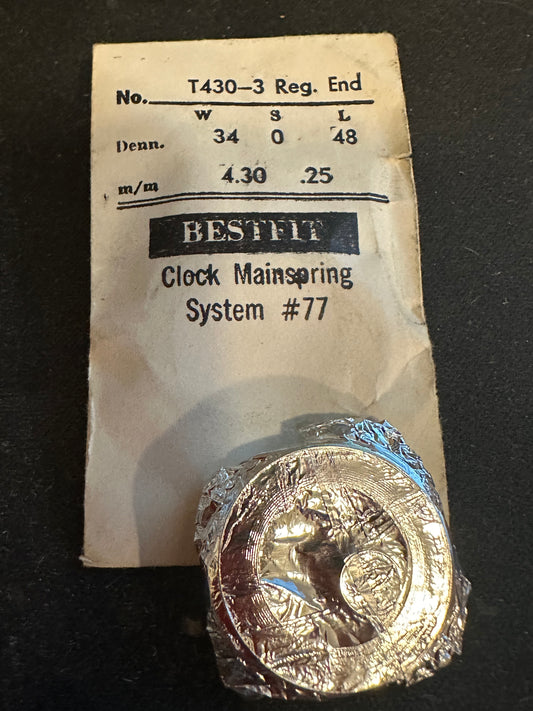 No. T430-3 Reg. End
W S L
Denn. 34 0 48
m/m 4.30 .25
BESTFIT
Clock Mainspring
System #77